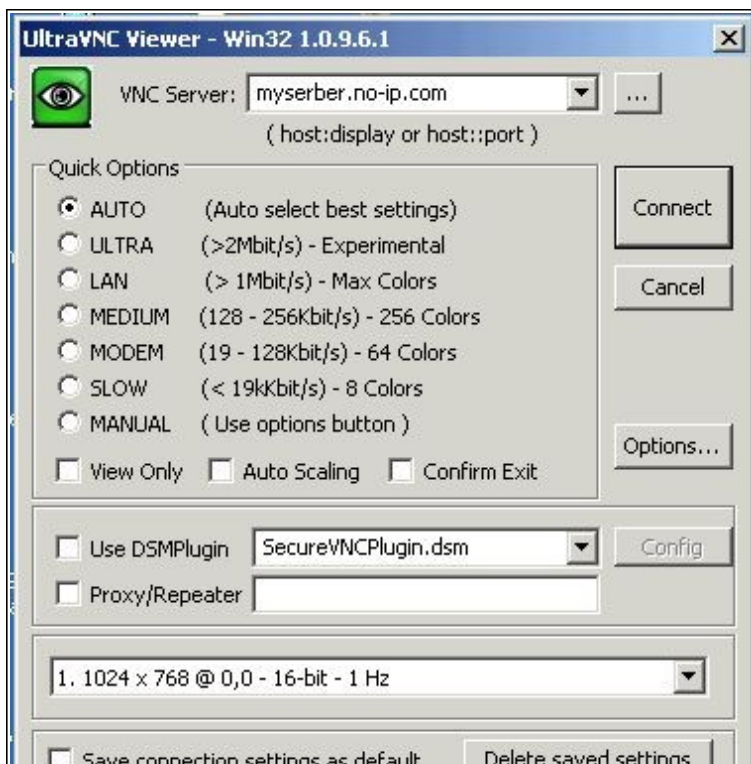 UltraVNC Viewer - Win32 1.0.9.6.1
VNC Server: myserber.no-ip.com ...
( host:display or host::port )
Quick Options
AUTO (Auto select best settings)
ULTRA (>2Mbit/s) - Experimental
LAN (> 1Mbit/s) - Max Colors
MEDIUM (128 - 256Kbit/s) - 256 Colors
MODEM (19 - 128Kbit/s) - 64 Colors
SLOW (< 19kKbit/s) - 8 Colors
MANUAL ( Use options button )
View Only Auto Scaling Confirm Exit
Connect
Cancel
Options...
Use DSMPlugin SecureVNCPlugin.dsm Config
Proxy/Repeater
1. 1024 x 768 @ 0,0 - 16-bit - 1 Hz
Save connection settings as default Delete saved settings